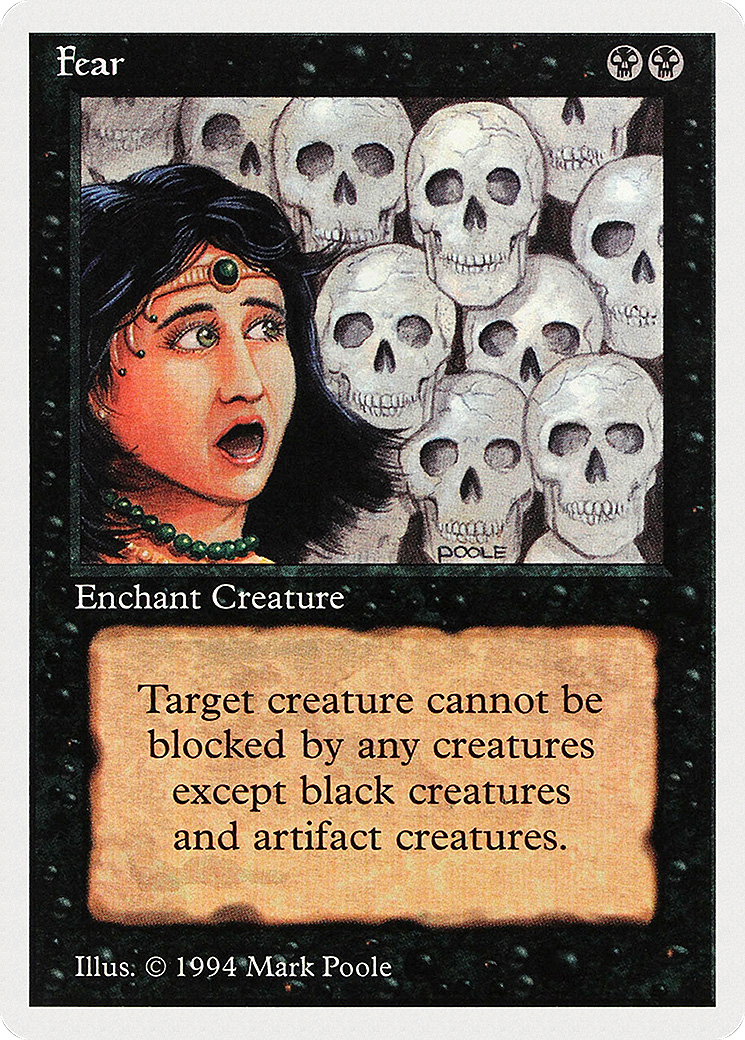 Fear
POOLE
Enchant Creature
Target creature cannot be
blocked by any creatures
except black creatures
and artifact creatures.
Illus. © 1994 Mark Poole